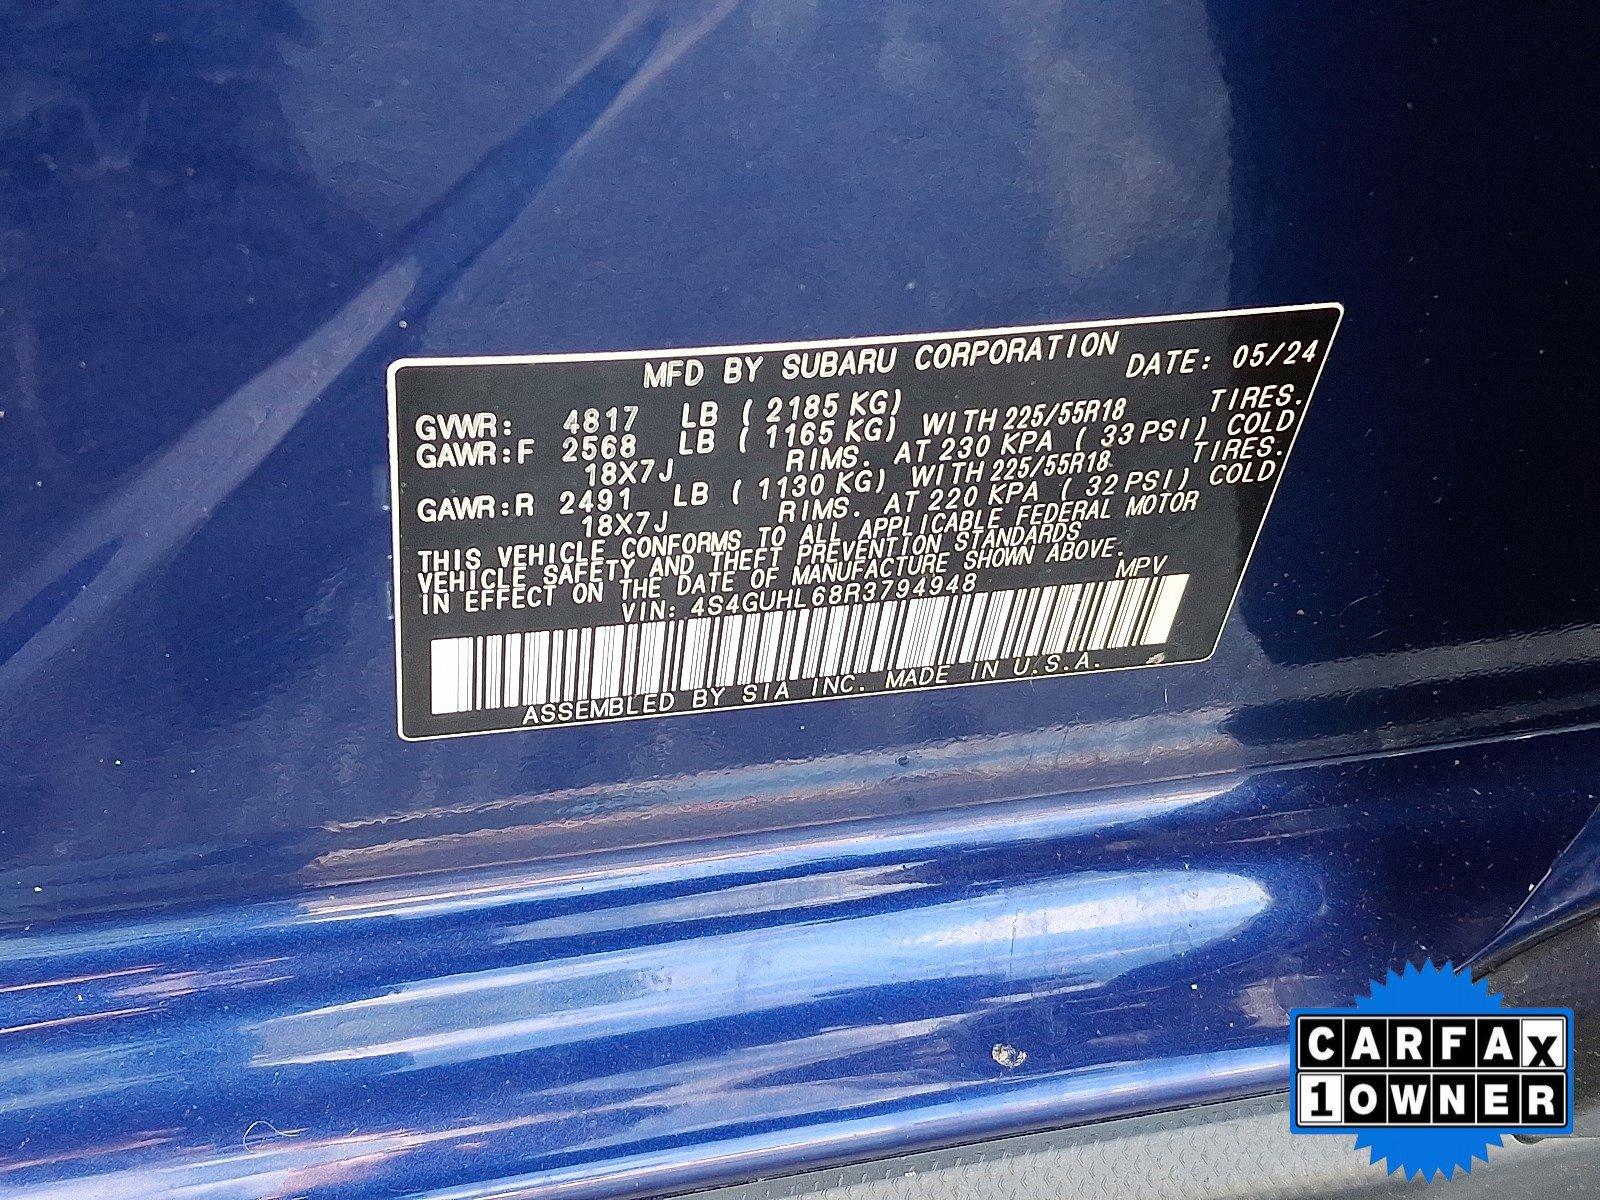 MFD BY SUBARU CORPORATION DATE: 05/24
GVWR: 4817 LB ( 2185 KG)
GAWR:F 2568 LB ( 1165 KG) WITH 225/55R18 TIRES.
18X7J RIMS. AT 230 KPA ( 33 PSI) COLD
GAWR:R 2491 LB ( 1130 KG) WITH 225/55R18 TIRES.
18X7J RIMS. AT 220 KPA ( 32 PSI) COLD
THIS VEHICLE CONFORMS TO ALL APPLICABLE FEDERAL MOTOR
VEHICLE SAFETY AND THEFT PREVENTION STANDARDS
IN EFFECT ON THE DATE OF MANUFACTURE SHOWN ABOVE.
VIN: 4S4GUHL68R3794948 MPV
ASSEMBLED BY SIA INC. MADE IN U.S.A.
CARFAX
1 OWNER